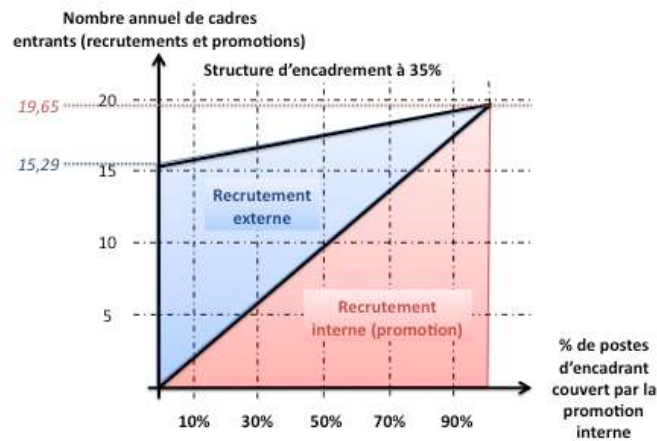 Nombre annuel de cadres
entrants (recrutements et promotions)
Structure d'encadrement à 35%
20
19,65
15,29
15
Recrutement
externe
10
Recrutement
interne (promotion)
5
% de postes
d'encadrant
couvert par la
promotion
interne
10% 30% 50% 70% 90%